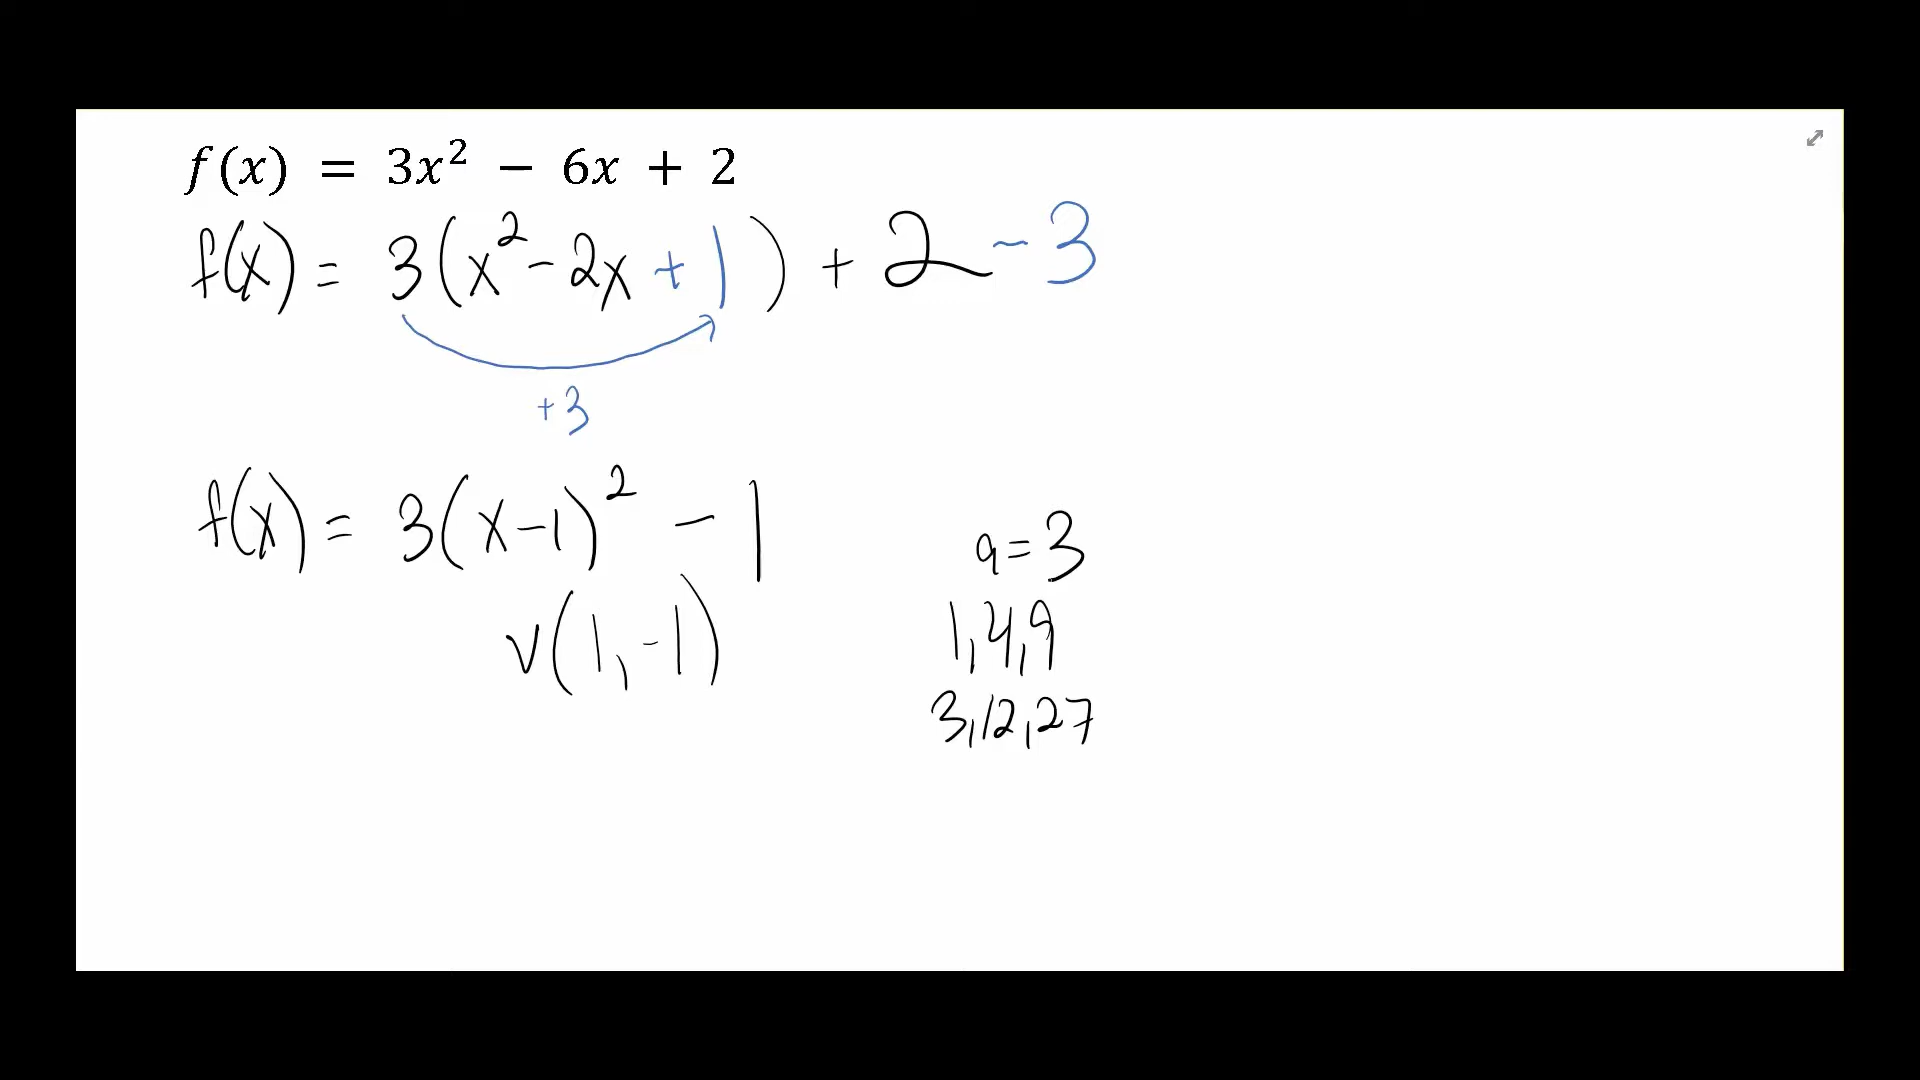 f(x) = 3x² − 6x + 2
f(x) = 3(x² - 2x + 1) + 2 - 3
+3
f(x) = 3(x-1)² - 1
a = 3
v(1, -1)
1, 4, 9
3, 12, 27